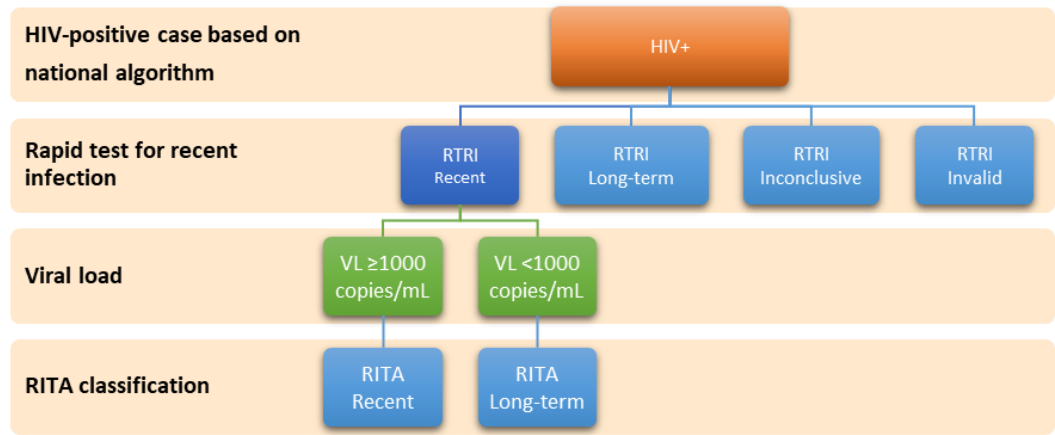 HIV-positive case based on
national algorithm
HIV+
Rapid test for recent
infection
RTRI
Recent
RTRI
Long-term
RTRI
Inconclusive
RTRI
Invalid
Viral load
VL ≥1000
copies/mL
VL <1000
copies/mL
RITA classification
RITA
Recent
RITA
Long-term